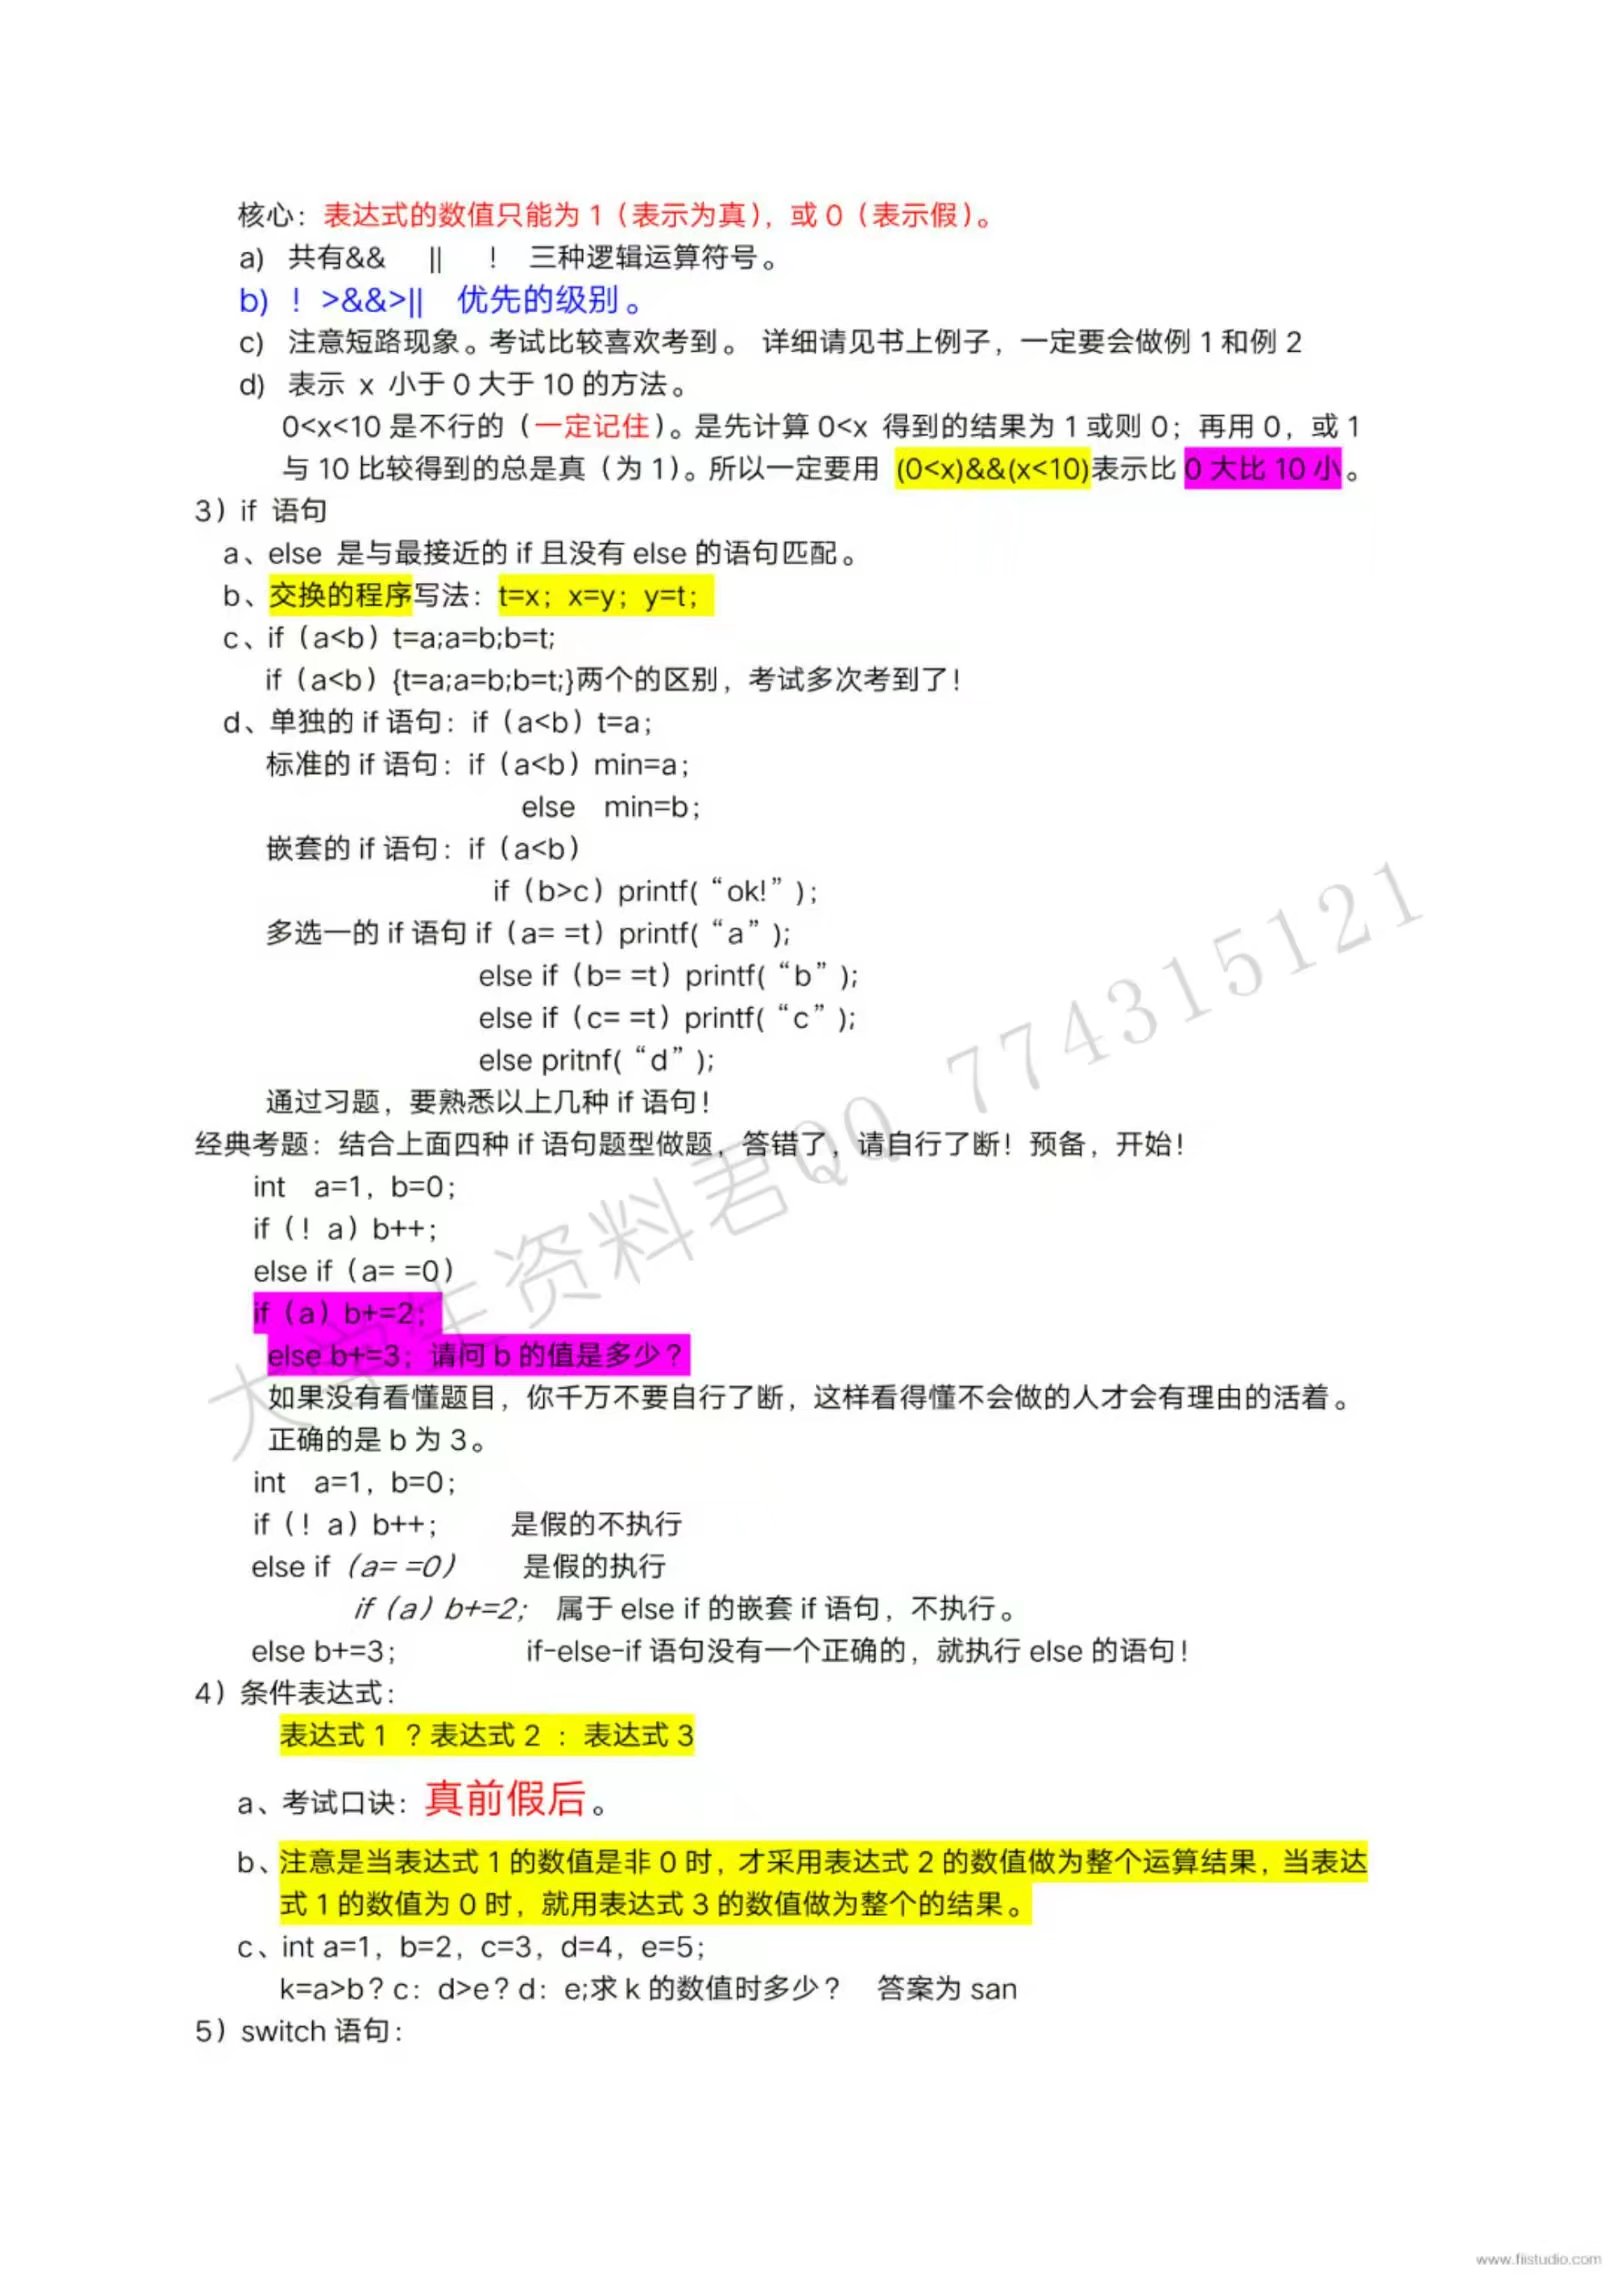 核心：表达式的数值只能为 1（表示为真），或 0（表示假）。
a) 共有&& || ！ 三种逻辑运算符号。
b) ！>&&>|| 优先的级别。
c) 注意短路现象。考试比较喜欢考到。 详细请见书上例子，一定要会做例 1 和例 2
d) 表示 x 小于 0 大于 10 的方法。
0<x<10 是不行的（一定记住）。是先计算 0<x 得到的结果为 1 或则 0；再用 0，或 1
与 10 比较得到的总是真（为 1）。所以一定要用 (0<x)&&(x<10)表示比 0 大比 10 小。
3）if 语句
a、else 是与最接近的 if 且没有 else 的语句匹配。
b、交换的程序写法：t=x；x=y；y=t；
c、if（a<b）t=a;a=b;b=t;
if（a<b）{t=a;a=b;b=t;}两个的区别，考试多次考到了！
d、单独的 if 语句：if（a<b）t=a；
标准的 if 语句：if（a<b）min=a；
else min=b；
嵌套的 if 语句：if（a<b）
if（b>c）printf(“ok!”)；
多选一的 if 语句 if（a= =t）printf(“a”);
else if（b= =t）printf(“b”);
else if（c= =t）printf(“c”);
else pritnf(“d”);
通过习题，要熟悉以上几种 if 语句！
经典考题：结合上面四种 if 语句题型做题，答错了，请自行了断！预备，开始！
int a=1，b=0；
if（！a）b++；
else if（a= =0）
if（a）b+=2；
else b+=3；请问 b 的值是多少？
如果没有看懂题目，你千万不要自行了断，这样看得懂不会做的人才会有理由的活着。
正确的是 b 为 3。
int a=1，b=0；
if（！a）b++； 是假的不执行
else if（a= =0） 是假的执行
if（a）b+=2； 属于 else if 的嵌套 if 语句，不执行。
else b+=3； if-else-if 语句没有一个正确的，就执行 else 的语句！
4）条件表达式：
表达式 1 ？表达式 2 ：表达式 3
a、考试口诀：真前假后。
b、注意是当表达式 1 的数值是非 0 时，才采用表达式 2 的数值做为整个运算结果，当表达
式 1 的数值为 0 时，就用表达式 3 的数值做为整个的结果。
c、int a=1，b=2，c=3，d=4，e=5；
k=a>b？c：d>e？d：e;求 k 的数值时多少？ 答案为 san
5）switch 语句：
大学生资料君QQ 774315121
www.fiistudio.com